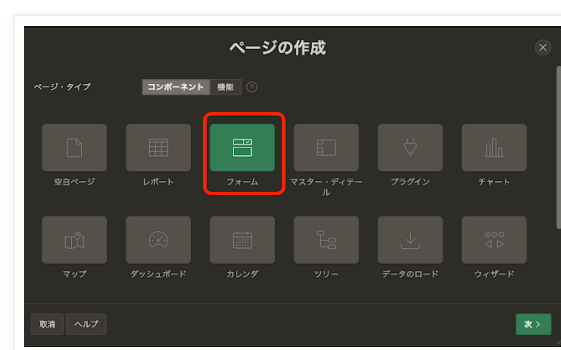 ページの作成
ページ・タイプ
コンポーネント 機能
空白ページ
レポート
フォーム
マスター・ディテー
ル
プラグイン
チャート
マップ
ダッシュボード
カレンダ
ツリー
データのロード
ウィザード
取消
ヘルプ
次